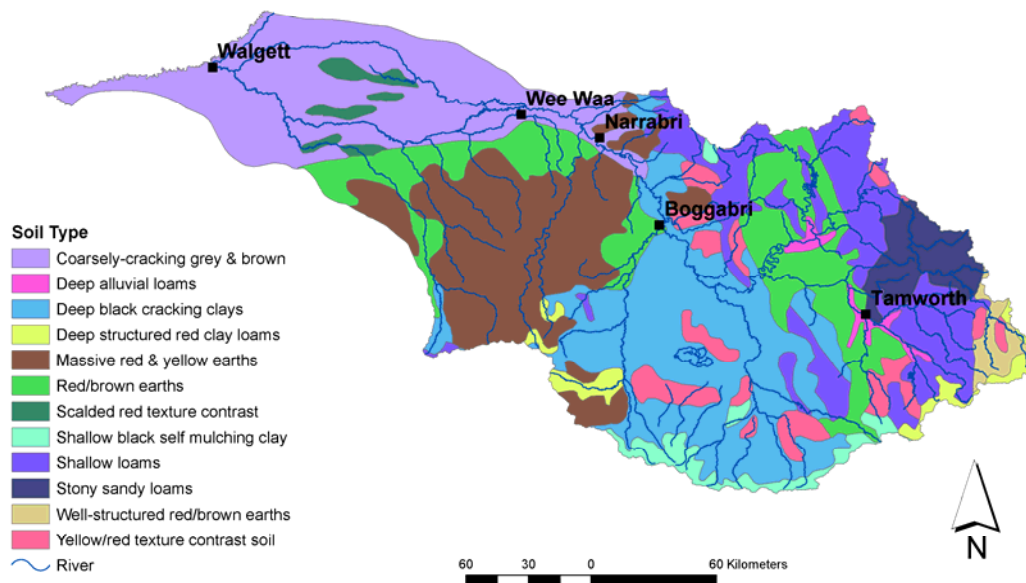 Walgett
Wee Waa
Narrabri
Boggabri
Tamworth
Soil Type
Coarsely-cracking grey & brown
Deep alluvial loams
Deep black cracking clays
Deep structured red clay loams
Massive red & yellow earths
Red/brown earths
Scalded red texture contrast
Shallow black self mulching clay
Shallow loams
Stony sandy loams
Well-structured red/brown earths
Yellow/red texture contrast soil
River
60 30 0 60 Kilometers
N